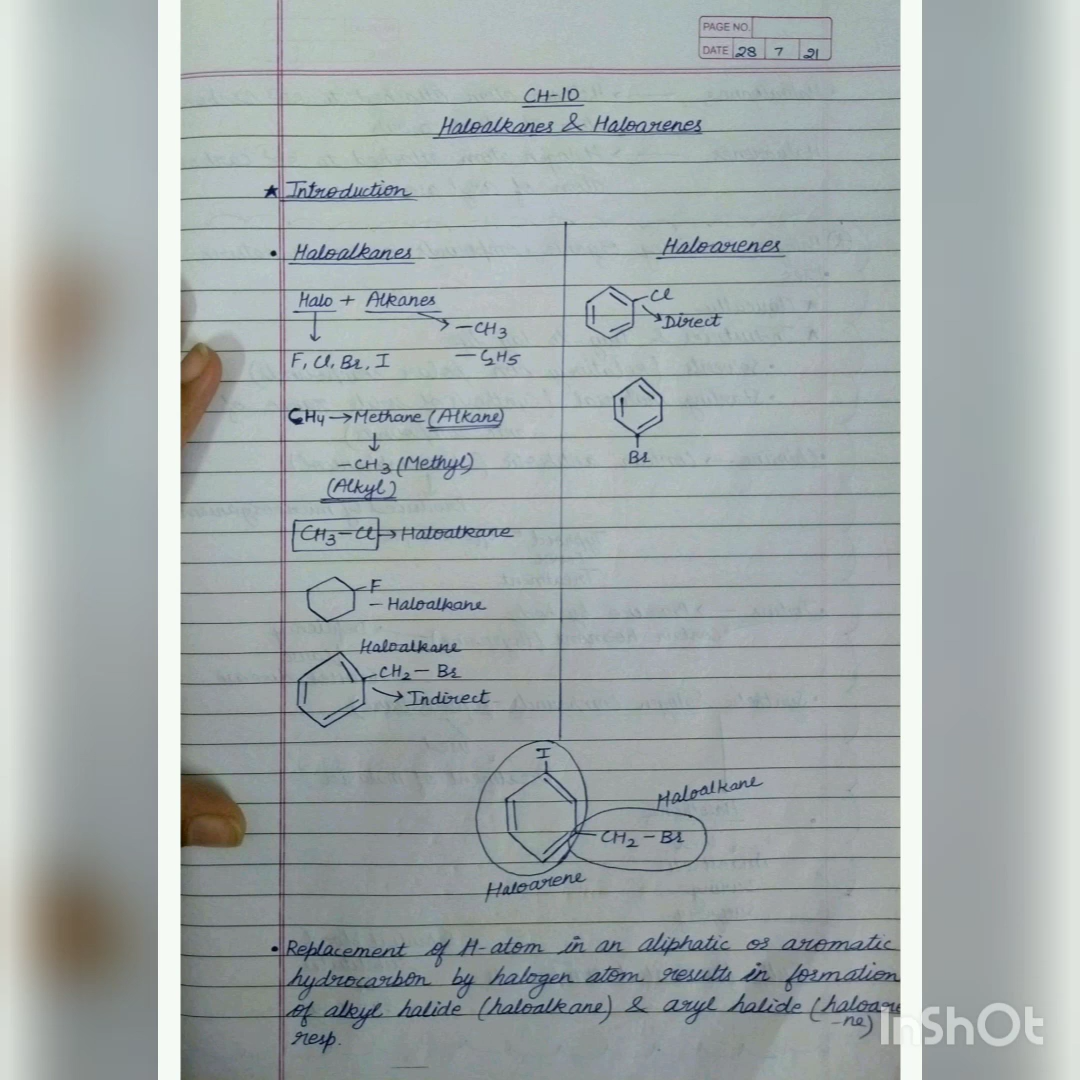 PAGE NO.
DATE 28 7 21
CH-10
Haloalkanes & Haloarenes
★ Introduction
• Haloalkanes
Halo + Alkanes
—CH3
F, Cl, Br, I
—C2H5
CH4 → Methane (Alkane)
—CH3 (Methyl)
(Alkyl)
CH3—Cl → Haloalkane
F
— Haloalkane
Haloalkane
CH2 — Br
Indirect
Haloarenes
Cl
Direct
Br
I
Haloalkane
CH2 — Br
Haloarene
• Replacement of H-atom in an aliphatic or aromatic
hydrocarbon by halogen atom results in formation
of alkyl halide (haloalkane) & aryl halide (haloare
-ne)
resp.
InShOt